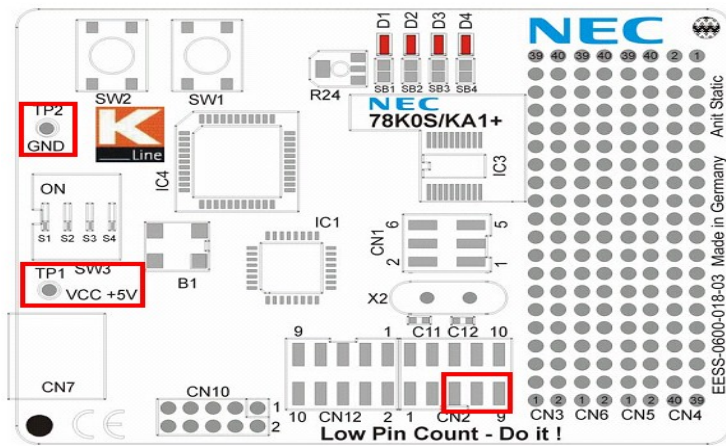 D1 D2 D3 D4
NEC
SW2 SW1
R24
SB1 SB2 SB3 SB4
39 40 39 40 39 40 2 1
TP2
GND
K
Line
NEC
78K0S/KA1+
IC4
IC3
ON
S1 S2 S3 S4
SW3
TP1
VCC +5V
B1
IC1
CN1
6 5
2 1
X2
C11 C12
9 1 9 10
CN7
CN10
1
2
10 CN12 2 1 CN2 9
1 2 1 2 1 2 40 39
CN3 CN6 CN5 CN4
Low Pin Count - Do it !
CE
EESS-0600-018-03 Made in Germany Anit Static